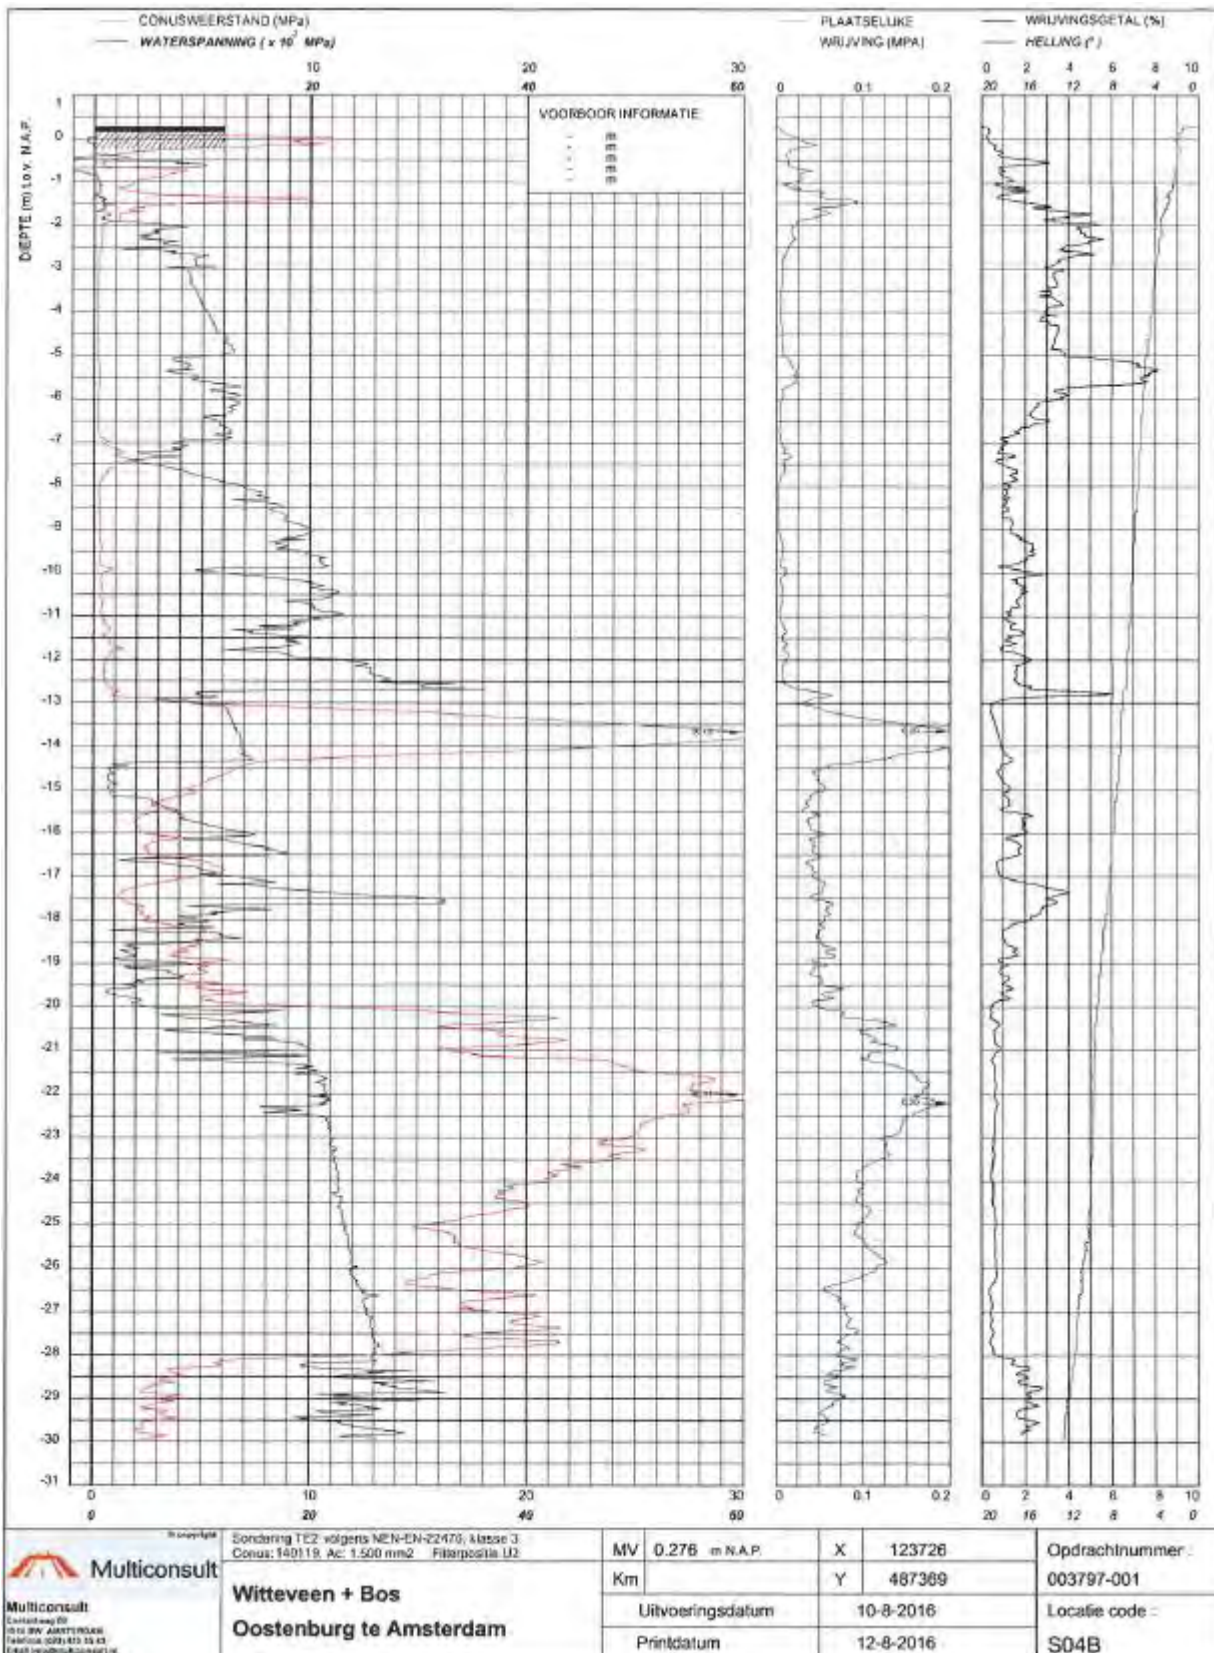 CONUSWEERSTAND (MPa)
WATERSPANNING ( x 10² MPa)
PLAATSELIJKE
WRIJVING (MPA)
WRIJVINGSGETAL (%)
HELLING (°)
10 20 30
20 40 60
0 0.1 0.2
0 2 4 6 8 10
20 16 12 8 4 0
VOORBOOR INFORMATIE
- m
- m
- m
- m
- m
DIEPTE (m) t.o.v. N.A.P.
1
0
-1
-2
-3
-4
-5
-6
-7
-8
-9
-10
-11
-12
-13
-14
-15
-16
-17
-18
-19
-20
-21
-22
-23
-24
-25
-26
-27
-28
-29
-30
-31
0 10 20 30
0 20 40 60
0 0.1 0.2
0 2 4 6 8 10
20 16 12 8 4 0
© copyright
Multiconsult
Multiconsult
Sondering TE2 volgens NEN-EN-22476, klasse 3
Conus: 140119, Ac: 1.500 mm2 Filterpositie U2
Witteveen + Bos
Oostenburg te Amsterdam
MV 0.276 m N.A.P.
Km
X 123726
Y 487369
Uitvoeringsdatum 10-8-2016
Printdatum 12-8-2016
Opdrachtnummer :
003797-001
Locatie code :
S04B